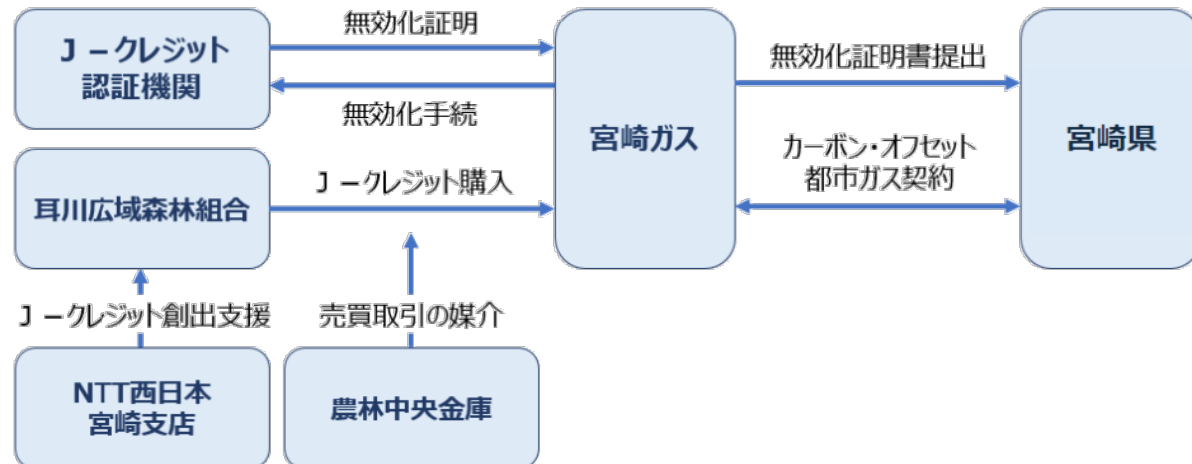 J－クレジット
認証機関
無効化証明
無効化手続
宮崎ガス
無効化証明書提出
カーボン・オフセット
都市ガス契約
宮崎県
耳川広域森林組合
J－クレジット購入
J－クレジット創出支援
売買取引の媒介
NTT西日本
宮崎支店
農林中央金庫